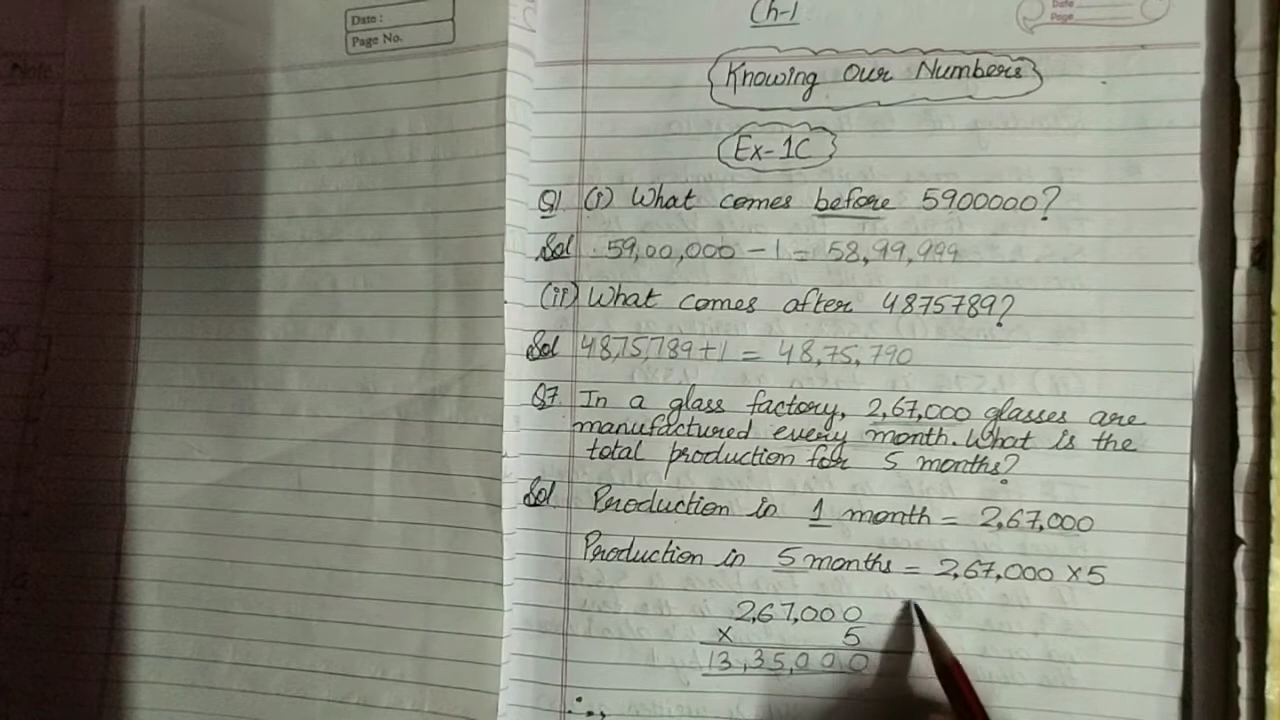 Date:
Page No.
Ch-1
Date
Page
Knowing Our Numbers
Ex-1C
Q1 (i) What comes before 5900000?
Sol 59,00,000 - 1 = 58,99,999
(ii) What comes after 4875789?
Sol 48,75,789 + 1 = 48,75,790
Q7 In a glass factory, 2,67,000 glasses are
manufactured every month. What is the
total production for 5 months?
Sol Production in 1 month = 2,67,000
Production in 5 months = 2,67,000 × 5
2,67,000
× 5
13,35,000
∴,